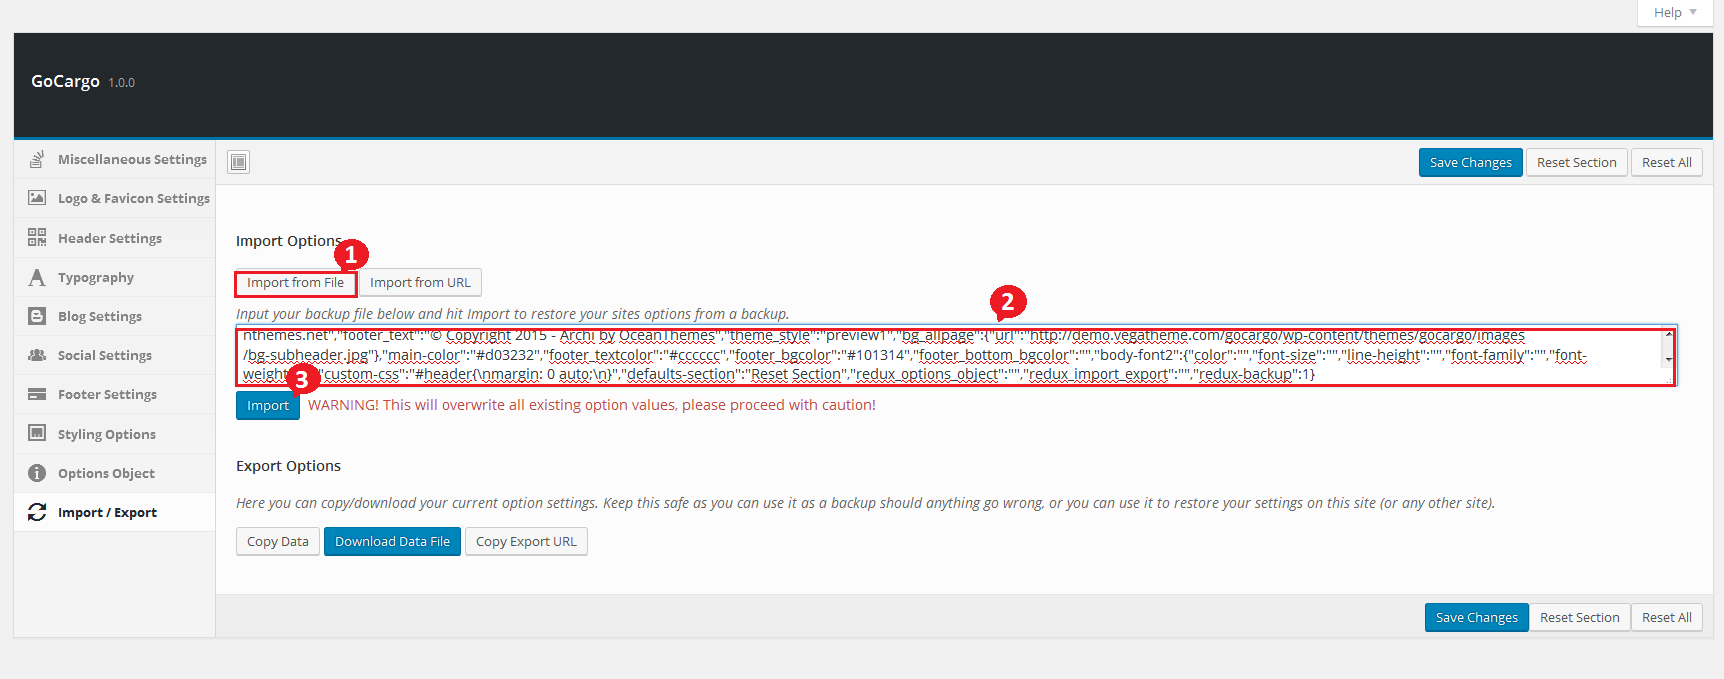 Help
GoCargo 1.0.0
Miscellaneous Settings
Logo & Favicon Settings
Header Settings
Typography
Blog Settings
Social Settings
Footer Settings
Styling Options
Options Object
Import / Export
Save Changes Reset Section Reset All
Import Options
1
Import from File Import from URL
2
Input your backup file below and hit Import to restore your sites options from a backup.
nthemes.net","footer_text":"© Copyright 2015 - Archi by OceanThemes","theme_style":"preview1","bg_allpage":{"url":"http://demo.vegatheme.com/gocargo/wp-content/themes/gocargo/images
/bg-subheader.jpg"},"main-color":"#d03232","footer_textcolor":"#cccccc","footer_bgcolor":"#101314","footer_bottom_bgcolor":"","body-font2":{"color":"","font-size":"","line-height":"","font-family":"","font-
weight "custom-css":"#header{\nmargin: 0 auto;\n}","defaults-section":"Reset Section","redux_options_object":"","redux_import_export":"","redux-backup":1}
3
Import WARNING! This will overwrite all existing option values, please proceed with caution!
Export Options
Here you can copy/download your current option settings. Keep this safe as you can use it as a backup should anything go wrong, or you can use it to restore your settings on this site (or any other site).
Copy Data Download Data File Copy Export URL
Save Changes Reset Section Reset All